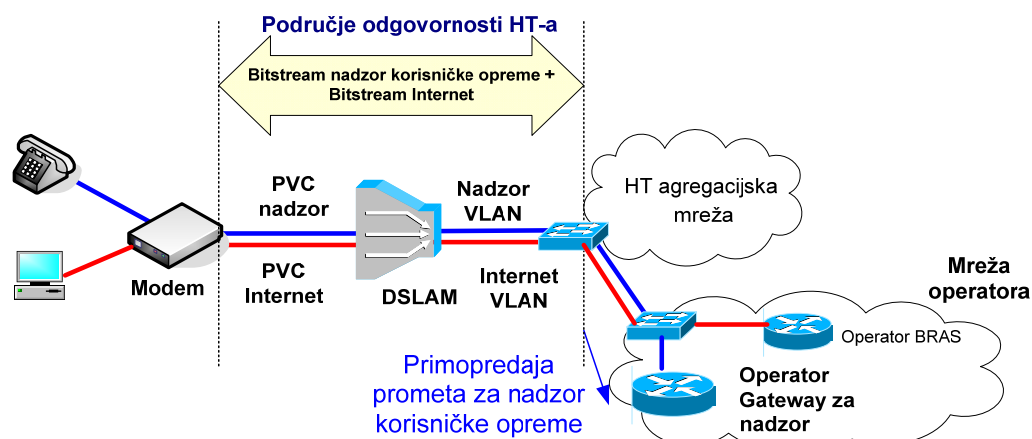 Područje odgovornosti HT-a
Bitstream nadzor korisničke opreme +
Bitstream Internet
HT agregacijska
mreža
PVC
nadzor
Nadzor
VLAN
PVC
Internet
Internet
VLAN
Modem
DSLAM
Mreža
operatora
Operator BRAS
Primopredaja
prometa za nadzor
korisničke opreme
Operator
Gateway za
nadzor